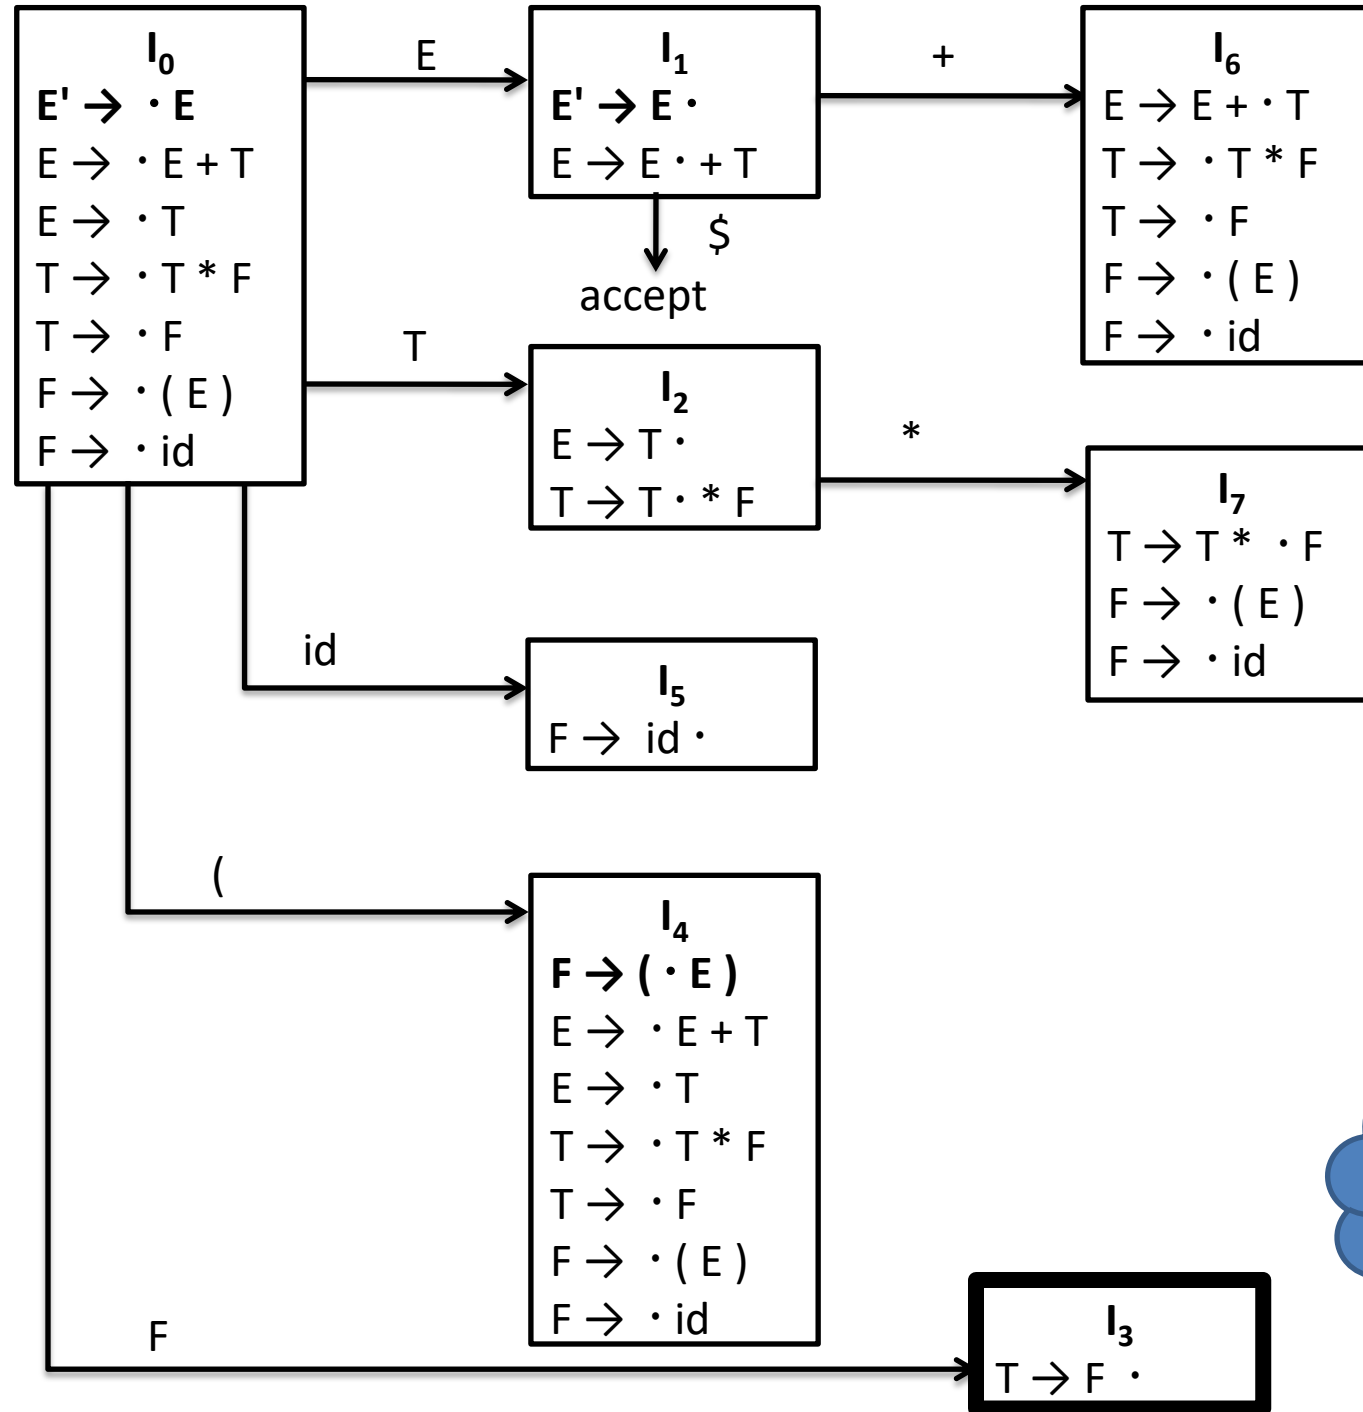 I₀
E' → · E
E → · E + T
E → · T
T → · T * F
T → · F
F → · ( E )
F → · id
E
I₁
E' → E ·
E → E · + T
$
accept
+
I₆
E → E + · T
T → · T * F
T → · F
F → · ( E )
F → · id
T
I₂
E → T ·
T → T · * F
*
I₇
T → T * · F
F → · ( E )
F → · id
id
I₅
F → id ·
(
I₄
F → ( · E )
E → · E + T
E → · T
T → · T * F
T → · F
F → · ( E )
F → · id
F
I₃
T → F ·